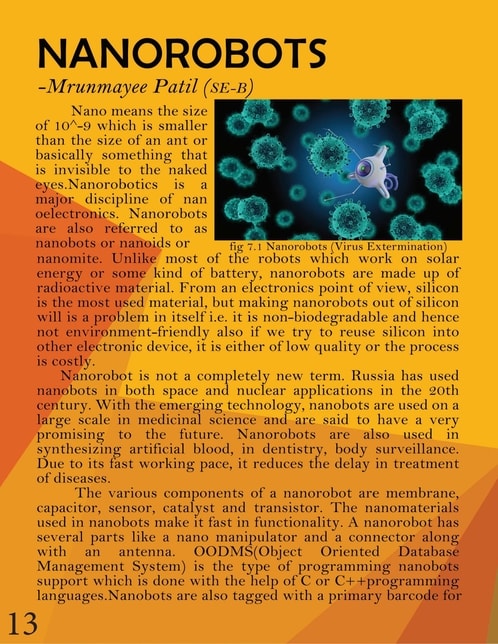 NANOROBOTS
-Mrunmayee Patil (SE-B)
Nano means the size
of 10^-9 which is smaller
than the size of an ant or
basically something that
is invisible to the naked
eyes.Nanorobotics is a
major discipline of nan
oelectronics. Nanorobots
are also referred to as
nanobots or nanoids or
fig 7.1 Nanorobots (Virus Extermination)
nanomite. Unlike most of the robots which work on solar
energy or some kind of battery, nanorobots are made up of
radioactive material. From an electronics point of view, silicon
is the most used material, but making nanorobots out of silicon
will is a problem in itself i.e. it is non-biodegradable and hence
not environment-friendly also if we try to reuse silicon into
other electronic device, it is either of low quality or the process
is costly.
Nanorobot is not a completely new term. Russia has used
nanobots in both space and nuclear applications in the 20th
century. With the emerging technology, nanobots are used on a
large scale in medicinal science and are said to have a very
promising to the future. Nanorobots are also used in
synthesizing artificial blood, in dentistry, body surveillance.
Due to its fast working pace, it reduces the delay in treatment
of diseases.
The various components of a nanorobot are membrane,
capacitor, sensor, catalyst and transistor. The nanomaterials
used in nanobots make it fast in functionality. A nanorobot has
several parts like a nano manipulator and a connector along
with an antenna. OODMS(Object Oriented Database
Management System) is the type of programming nanobots
support which is done with the help of C or C++programming
languages.Nanobots are also tagged with a primary barcode for
13